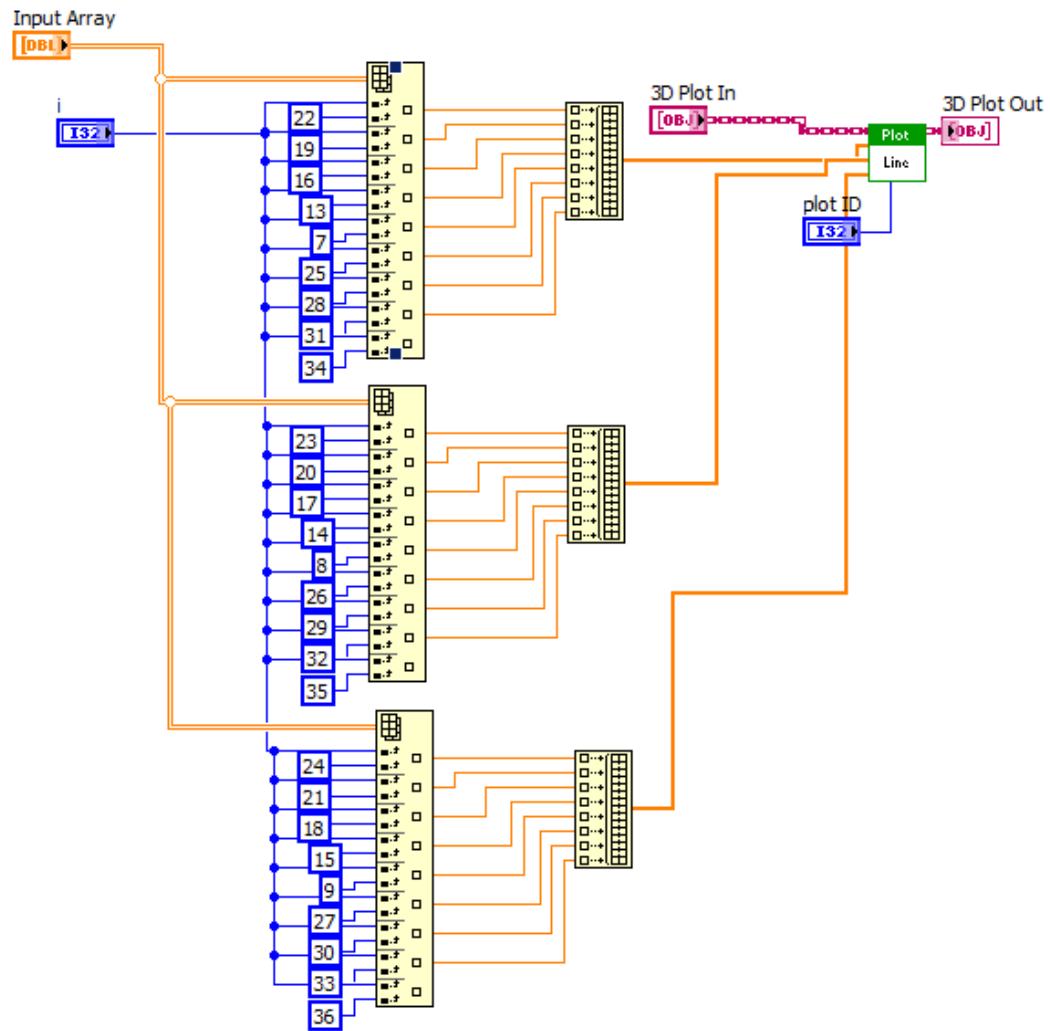 Input Array
[DBL]
i
I32
22
19
16
13
7
25
28
31
34
3D Plot In
[OBJ]
3D Plot Out
[OBJ]
Plot
Line
plot ID
I32
23
20
17
14
8
26
29
32
35
24
21
18
15
9
27
30
33
36